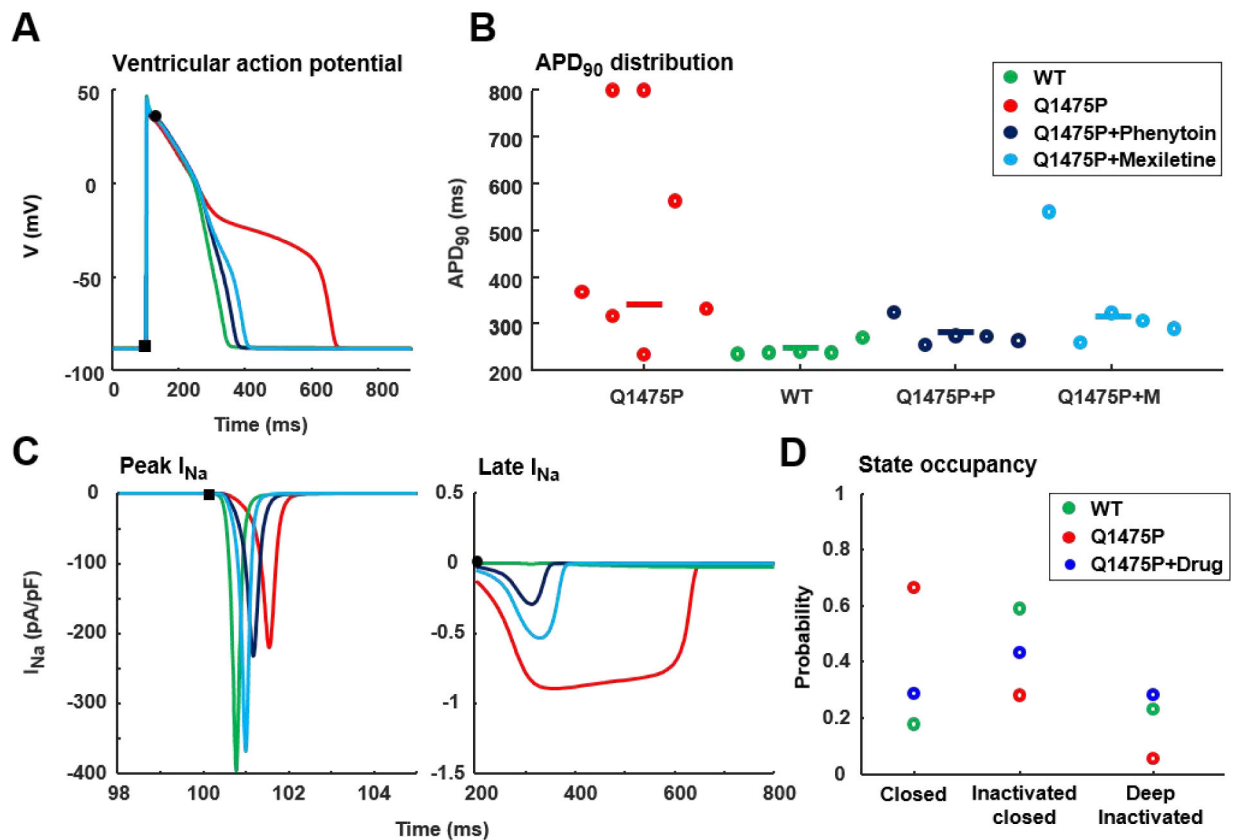 A
Ventricular action potential
50
0
-50
-100
V (mV)
0 200 400 600 800
Time (ms)
B
APD90 distribution
800
700
600
500
400
300
200
APD90 (ms)
Q1475P WT Q1475P+P Q1475P+M
WT
Q1475P
Q1475P+Phenytoin
Q1475P+Mexiletine
C
Peak INa
0
-100
-200
-300
-400
INa (pA/pF)
98 100 102 104
Late INa
0.5
0
-0.5
-1
-1.5
200 400 600 800
Time (ms)
D
State occupancy
1
0.8
0.6
0.4
0.2
0
Probability
Closed Inactivated closed Deep Inactivated
WT
Q1475P
Q1475P+Drug